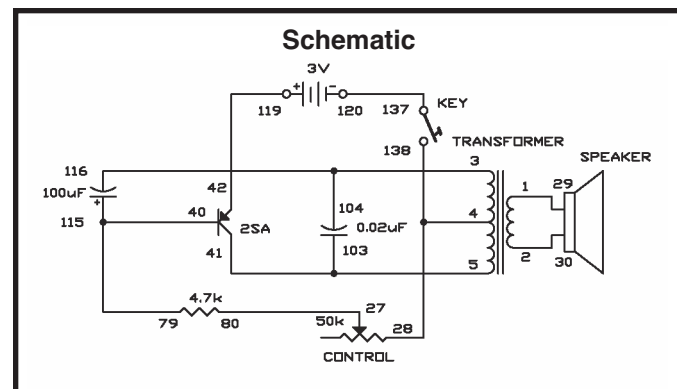 Schematic
3V
119
120
137
KEY
138
TRANSFORMER
SPEAKER
116
100uF
+
115
42
40
2SA
41
104
0.02uF
103
3
4
5
1
2
29
30
4.7k
79
80
27
50k
28
CONTROL